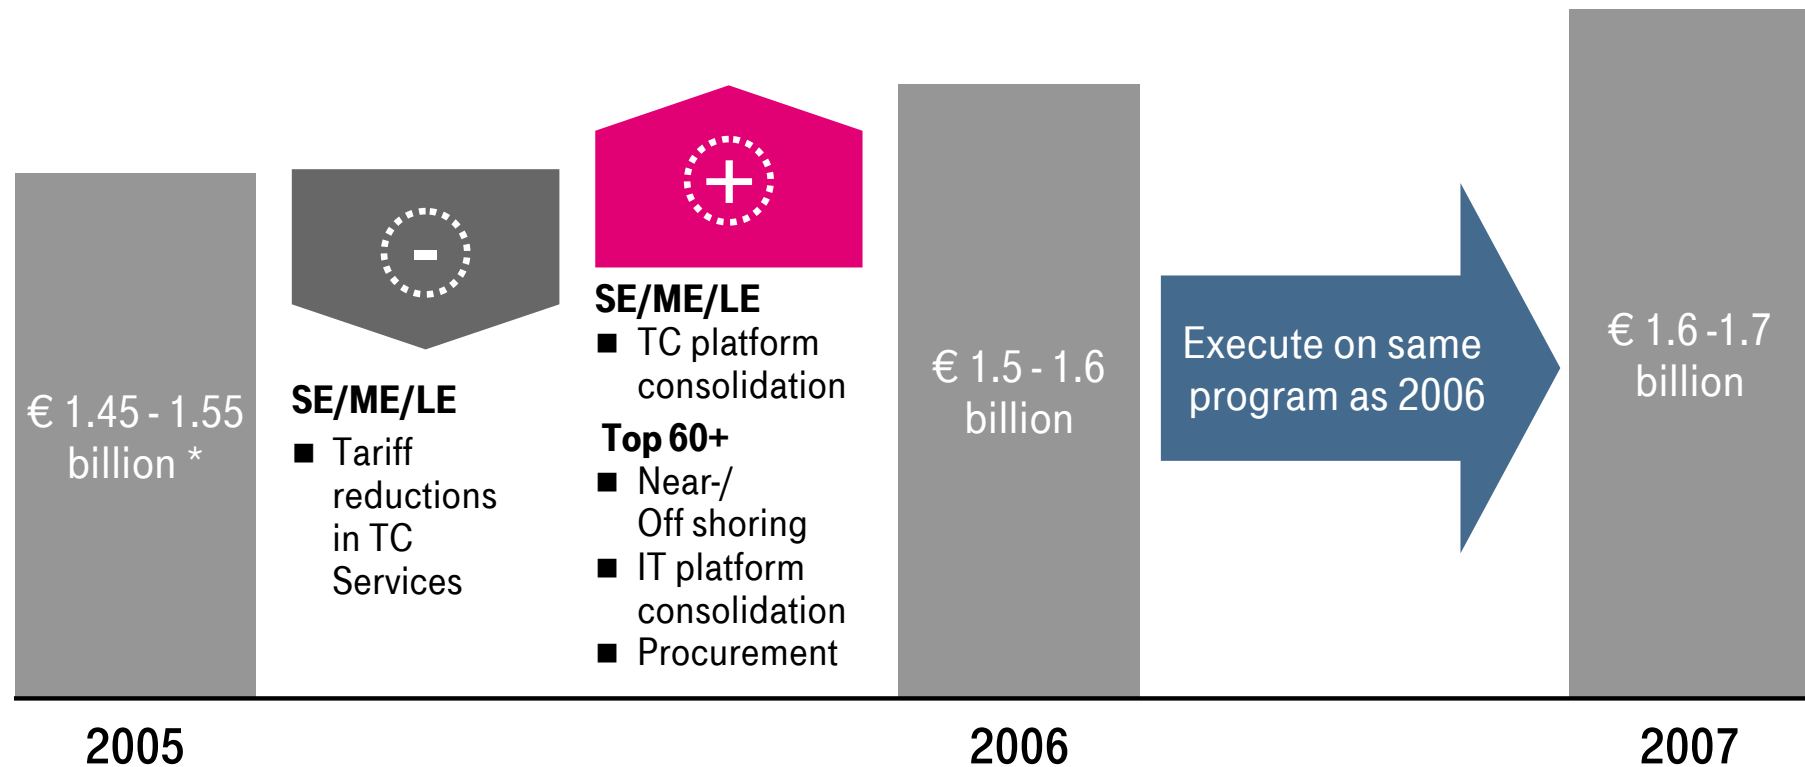 € 1.45 - 1.55
billion *
-
SE/ME/LE
■ Tariff
reductions
in TC
Services
+
SE/ME/LE
■ TC platform
consolidation
Top 60+
■ Near-/
Off shoring
■ IT platform
consolidation
■ Procurement
€ 1.5 - 1.6
billion
Execute on same
program as 2006
€ 1.6 -1.7
billion
2005
2006
2007